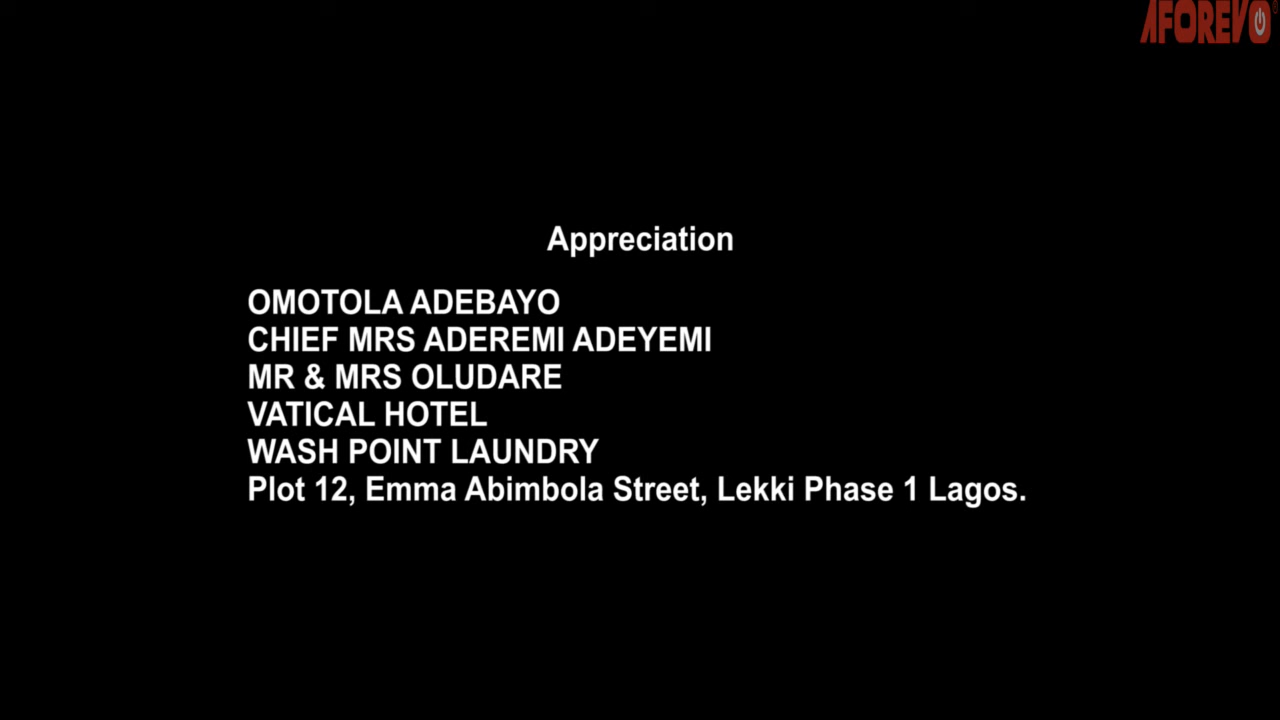 AFOREVO
Appreciation
OMOTOLA ADEBAYO
CHIEF MRS ADEREMI ADEYEMI
MR & MRS OLUDARE
VATICAL HOTEL
WASH POINT LAUNDRY
Plot 12, Emma Abimbola Street, Lekki Phase 1 Lagos.